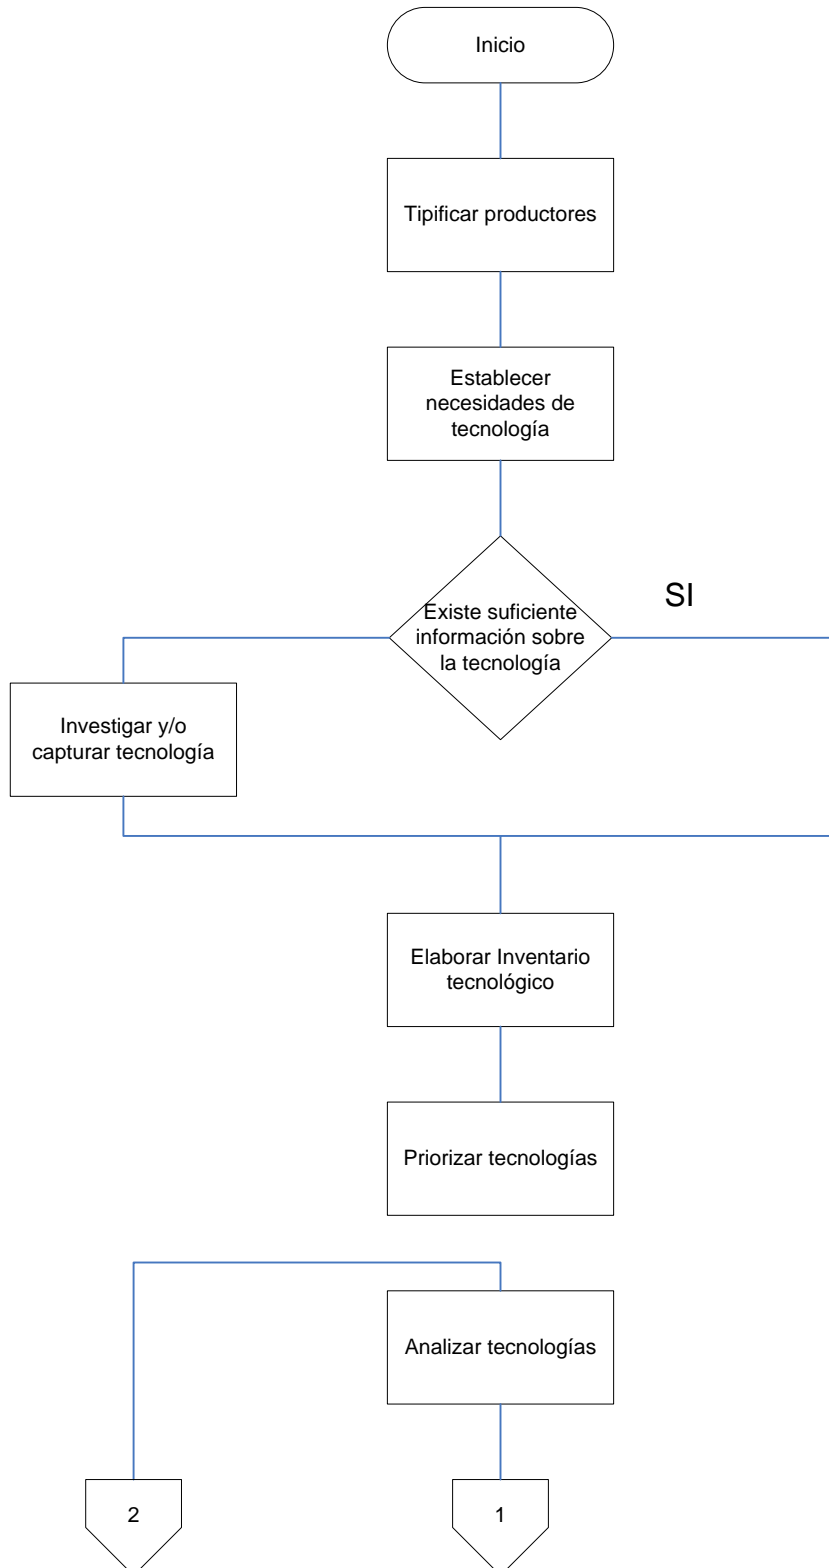 Inicio
Tipificar productores
Establecer
necesidades de
tecnología
SI
Existe suficiente
información sobre
la tecnología
Investigar y/o
capturar tecnología
Elaborar Inventario
tecnológico
Priorizar tecnologías
Analizar tecnologías
2
1